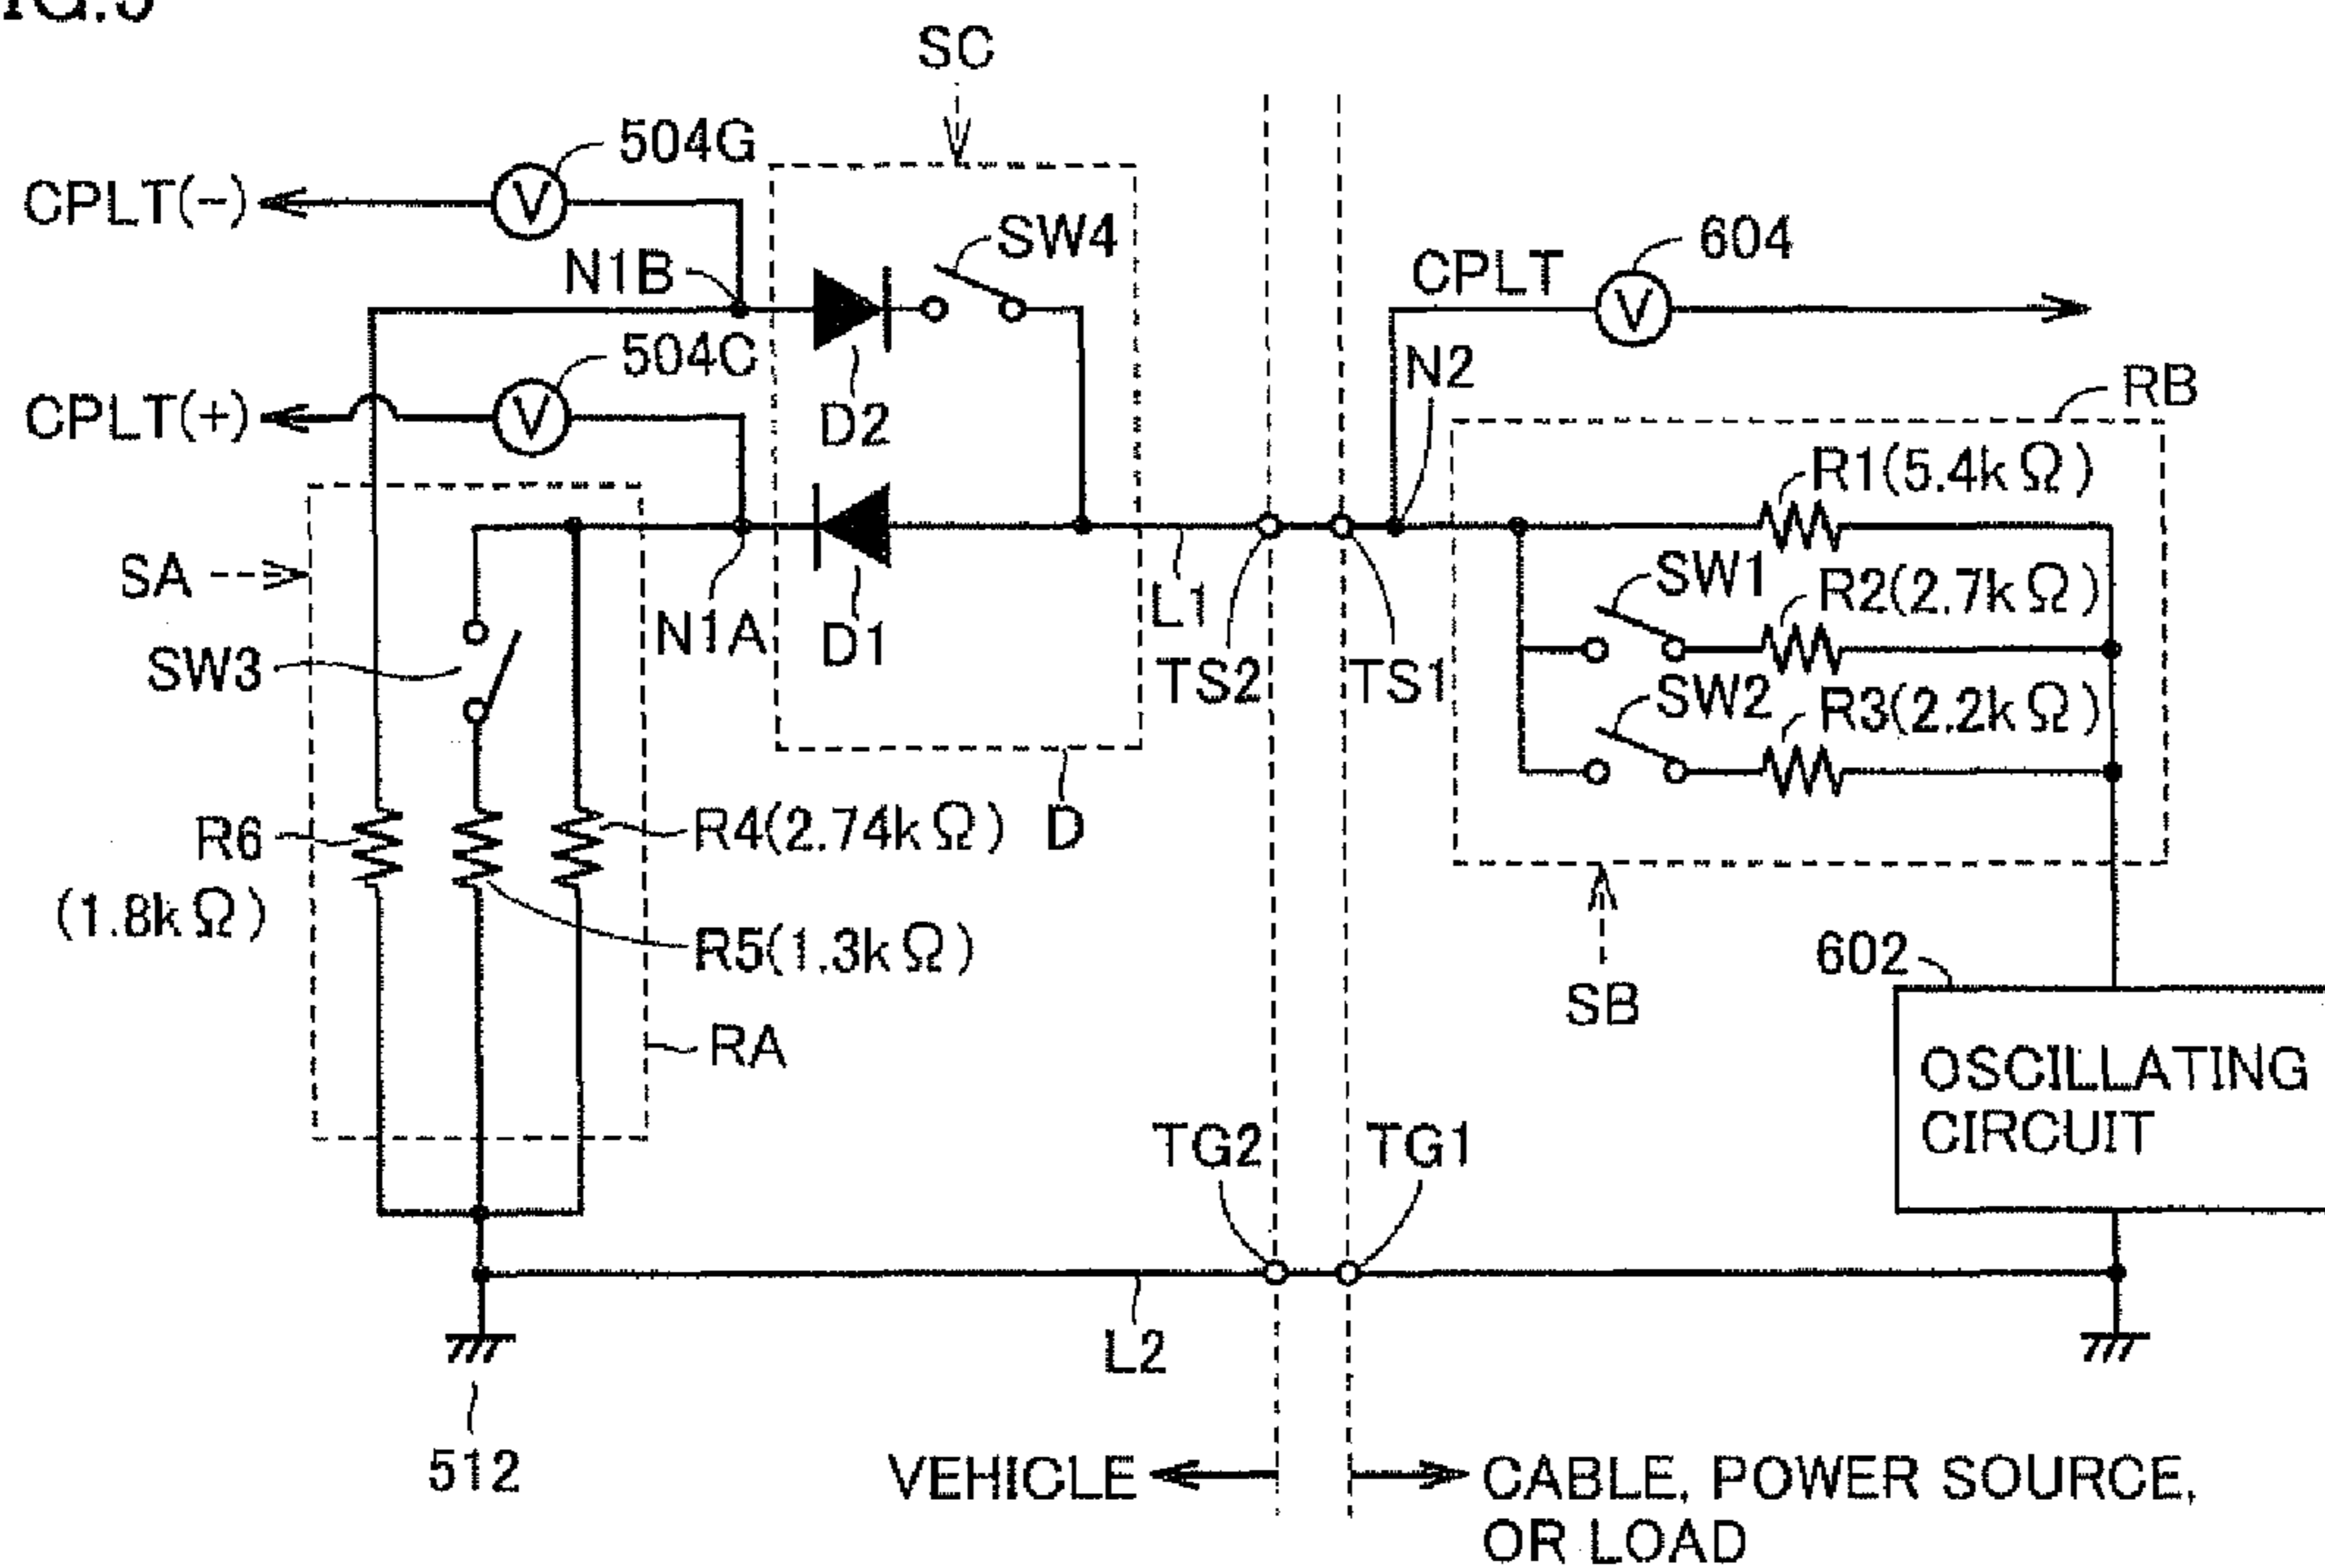 SC
504G
CPLT(-)
V
SW4
604
N1B
CPLT
V
504C
N2
CPLT(+)
V
D2
RB
R1(5.4kΩ)
SA
SW1
R2(2.7kΩ)
L1
N1A
D1
SW3
TS2
TS1
SW2
R3(2.2kΩ)
R6
(1.8kΩ)
R4(2.74kΩ)
D
R5(1.3kΩ)
602
SB
RA
OSCILLATING
CIRCUIT
TG2
TG1
L2
512
VEHICLE
CABLE, POWER SOURCE,
OR LOAD